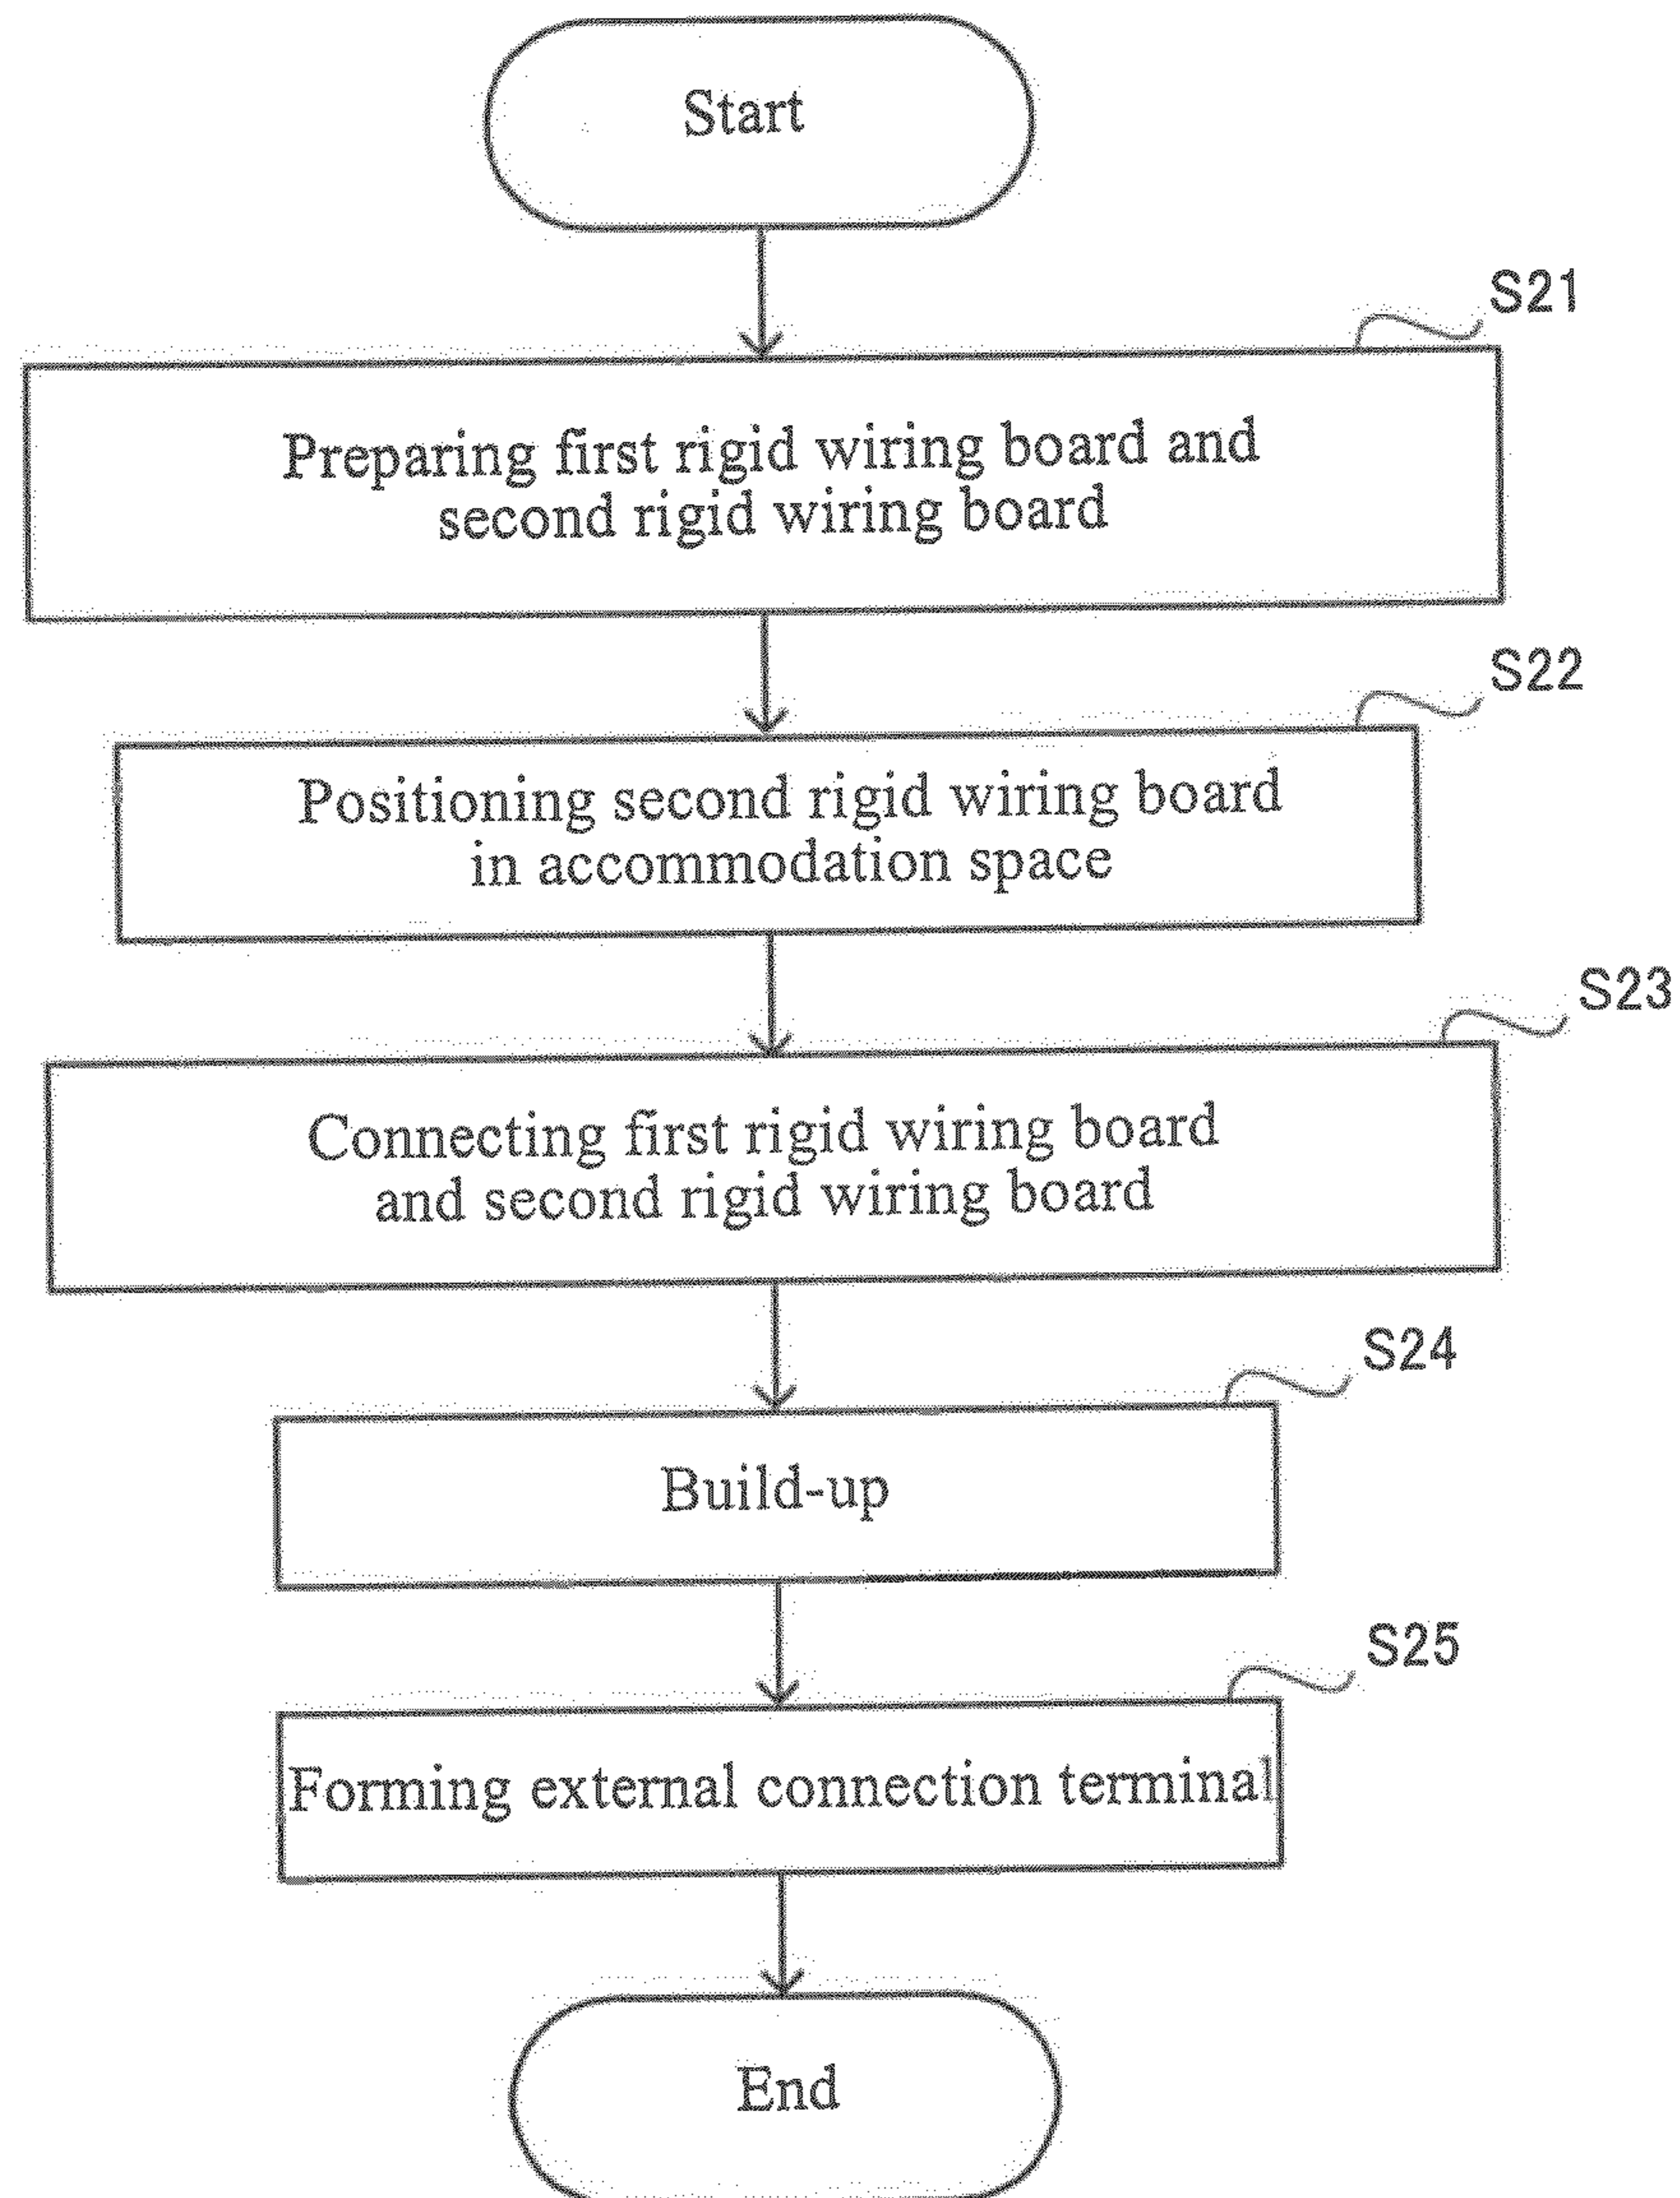 Start
S21
Preparing first rigid wiring board and
second rigid wiring board
S22
Positioning second rigid wiring board
in accommodation space
S23
Connecting first rigid wiring board
and second rigid wiring board
S24
Build-up
S25
Forming external connection terminal
End